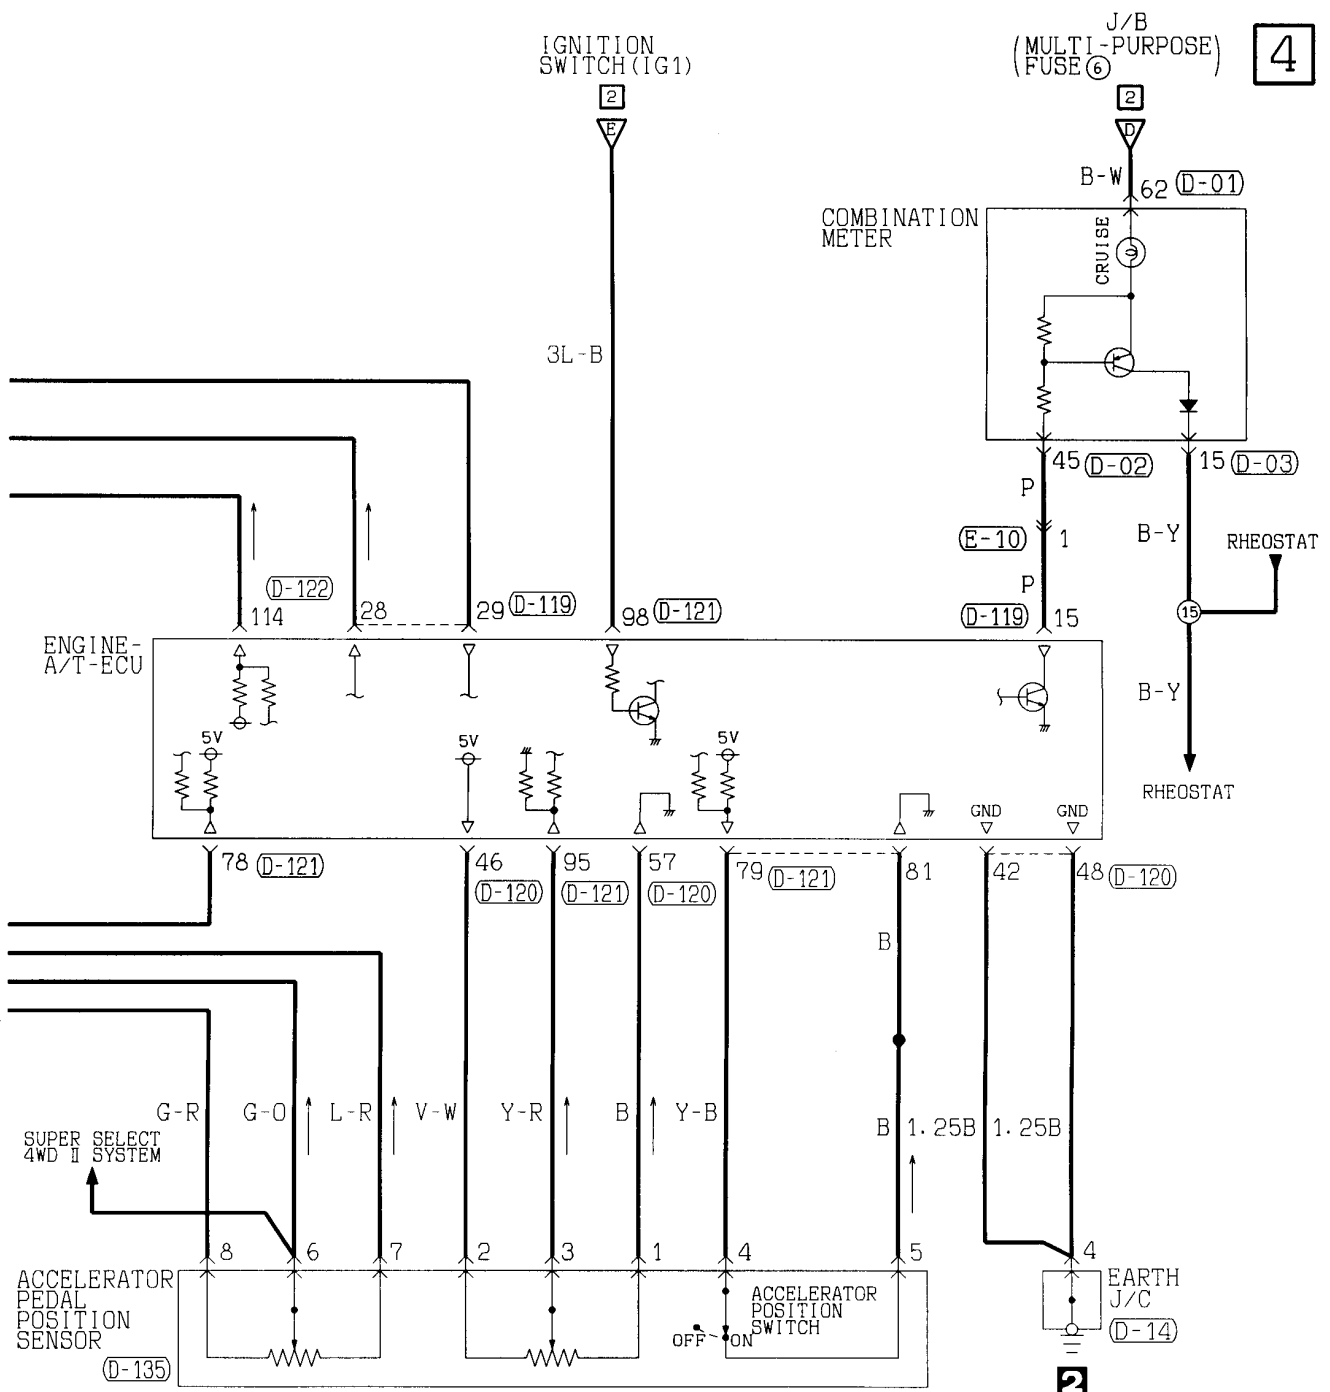 J/B
(MULTI-PURPOSE)
(FUSE⑥)
4
IGNITION
SWITCH(IG1)
2
2
E
D
B-W
62
D-01
COMBINATION
METER
CRUISE
3L-B
45
D-02
15
D-03
P
E-10
1
B-Y
RHEOSTAT
P
15
D-122
114
28
29
D-119
98
D-121
D-119
15
ENGINE-
A/T-ECU
B-Y
5V
5V
5V
RHEOSTAT
GND
GND
78
D-121
46
D-120
95
D-121
57
D-120
79
D-121
81
42
48
D-120
B
G-R
G-O
L-R
V-W
Y-R
B
Y-B
B
1.25B
1.25B
SUPER SELECT
4WD Ⅱ SYSTEM
8
6
7
2
3
1
4
5
4
ACCELERATOR
PEDAL
POSITION
SENSOR
D-135
ACCELERATOR
POSITION
SWITCH
OFF
ON
EARTH
J/C
D-14
2